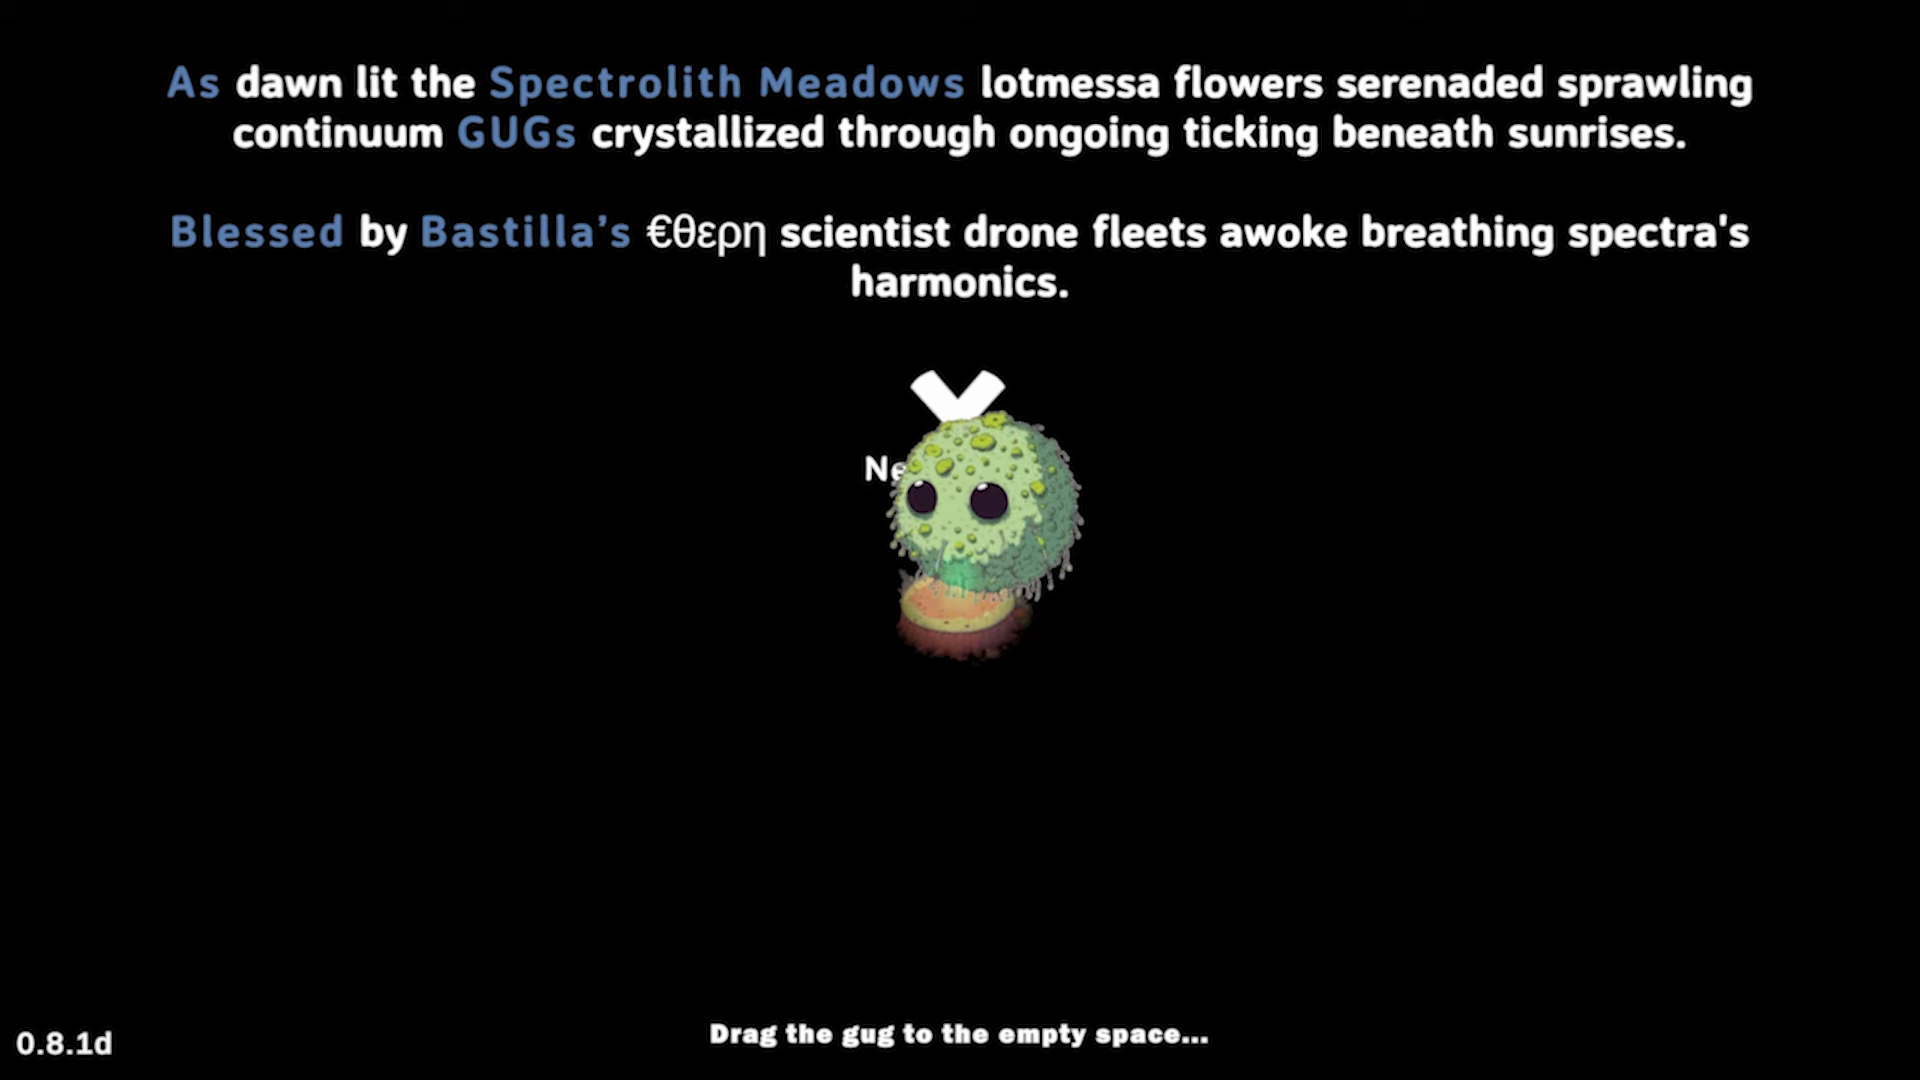 As dawn lit the Spectrolith Meadows lotmessa flowers serenaded sprawling
continuum GUGs crystallized through ongoing ticking beneath sunrises.
Blessed by Bastilla’s €θερη scientist drone fleets awoke breathing spectra's
harmonics.
Drag the gug to the empty space...
0.8.1d